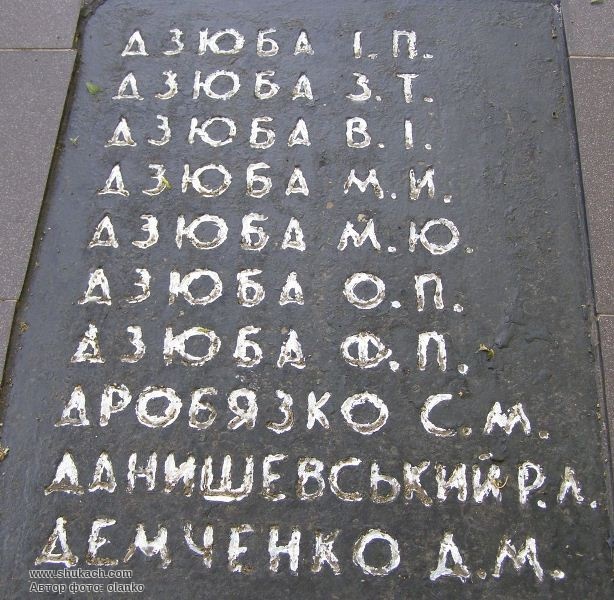 ДЗЮБА І.П.
ДЗЮБА З.Т.
ДЗЮБА В.І.
ДЗЮБА М.И.
ДЗЮБА М.Ю.
ДЗЮБА О.П.
ДЗЮБА Ф.П.
ДРОБЯЗКО С.М.
ДАНИШЕВСЬКИЙ Р.Л.
ДЕМЧЕНКО Д.М.
www.shukach.com
Автор фото: olanko